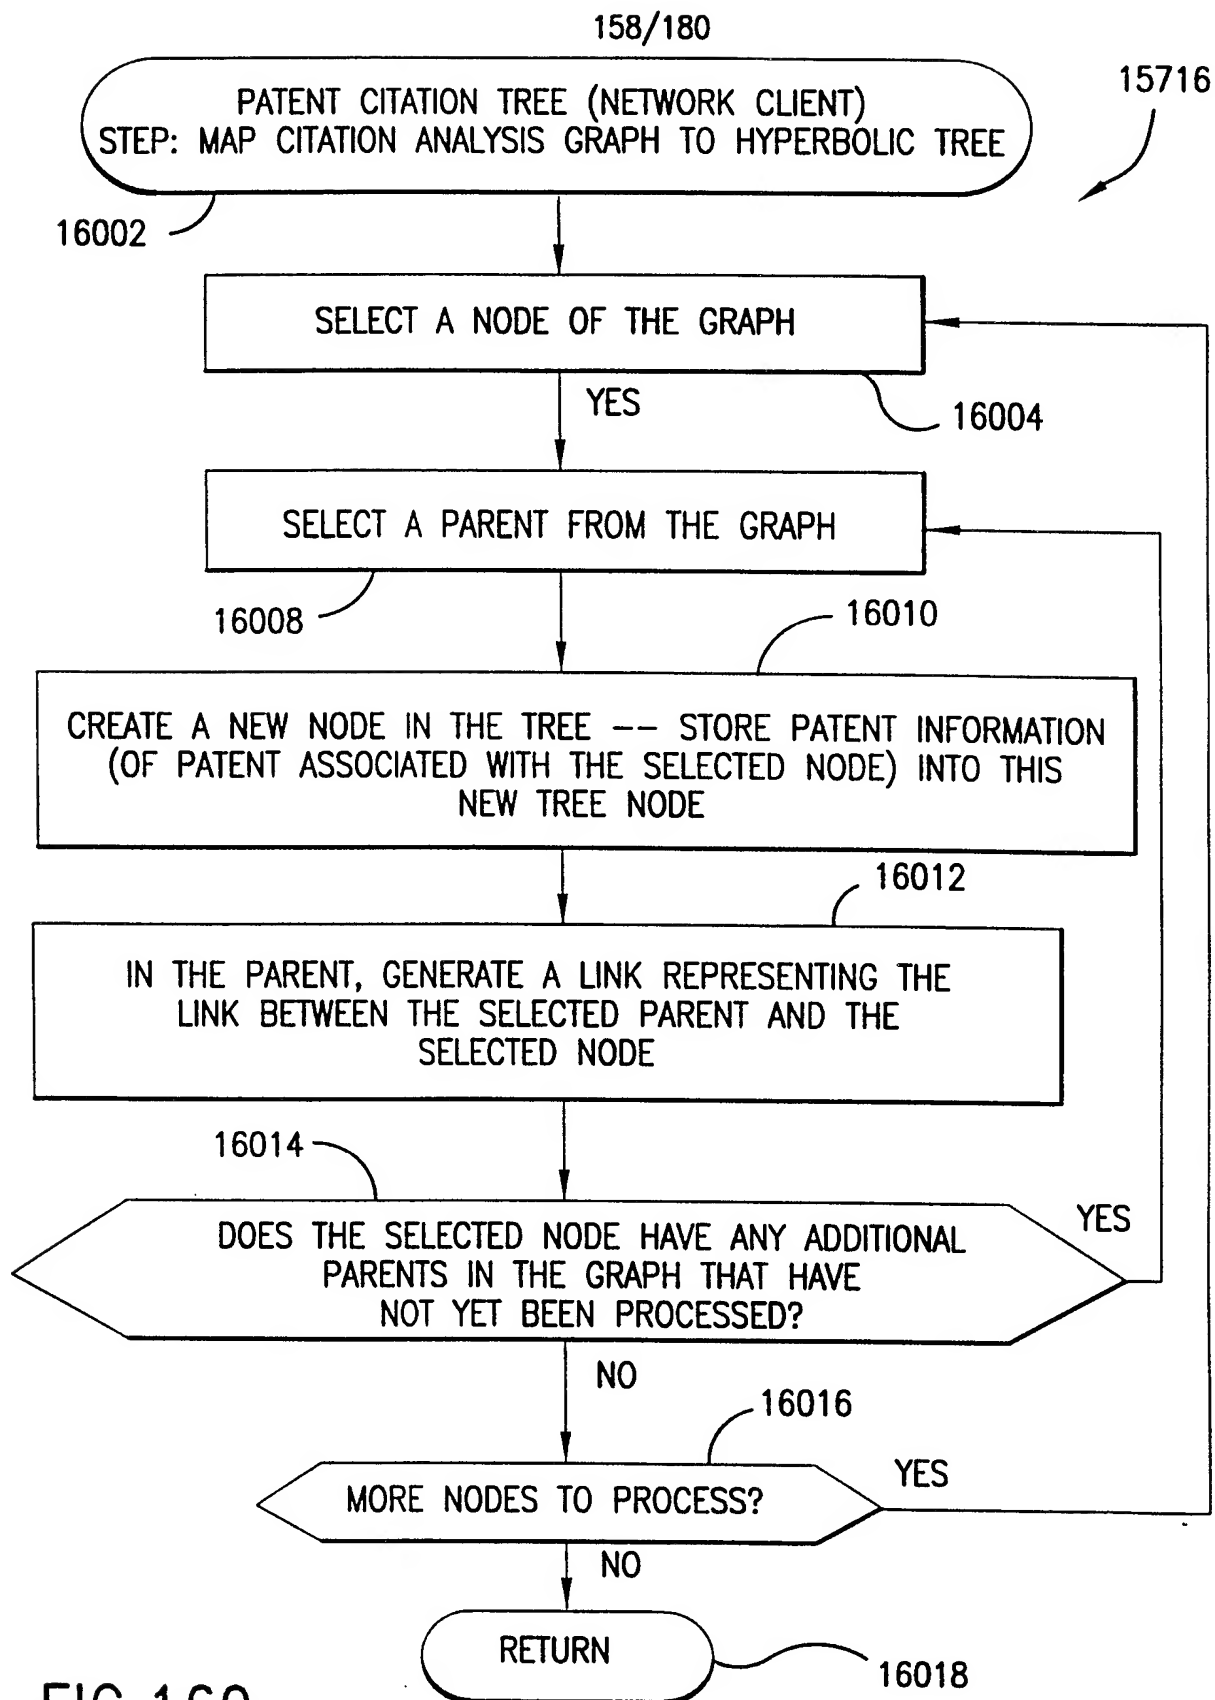 158/180
15716
PATENT CITATION TREE (NETWORK CLIENT)
STEP: MAP CITATION ANALYSIS GRAPH TO HYPERBOLIC TREE
16002
SELECT A NODE OF THE GRAPH
YES
16004
SELECT A PARENT FROM THE GRAPH
16008
16010
CREATE A NEW NODE IN THE TREE -- STORE PATENT INFORMATION
(OF PATENT ASSOCIATED WITH THE SELECTED NODE) INTO THIS
NEW TREE NODE
16012
IN THE PARENT, GENERATE A LINK REPRESENTING THE
LINK BETWEEN THE SELECTED PARENT AND THE
SELECTED NODE
16014
YES
DOES THE SELECTED NODE HAVE ANY ADDITIONAL
PARENTS IN THE GRAPH THAT HAVE
NOT YET BEEN PROCESSED?
NO
16016
YES
MORE NODES TO PROCESS?
NO
RETURN
16018
FIG. 160